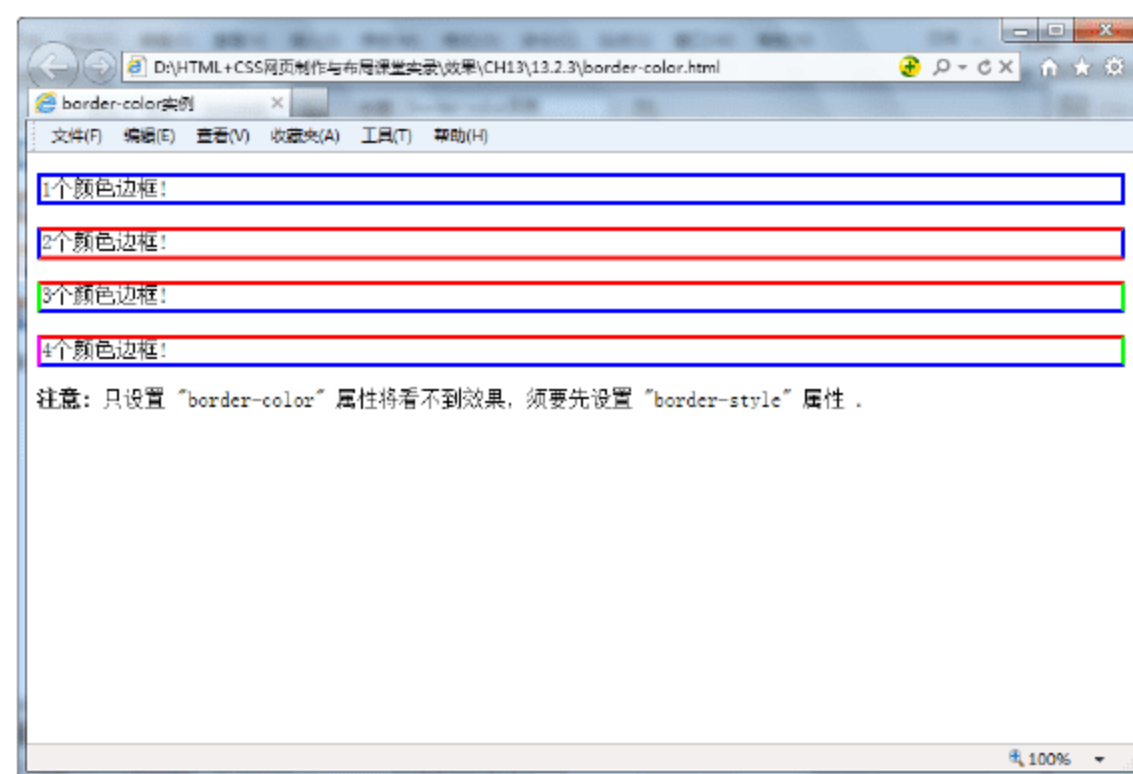 D:\HTML+CSS网页制作与布局课堂实录\效果\CH13\13.2.3\border-color.html
border-color实例
文件(F) 编辑(E) 查看(V) 收藏夹(A) 工具(T) 帮助(H)
1个颜色边框!
2个颜色边框!
3个颜色边框!
4个颜色边框!
注意: 只设置 "border-color" 属性将看不到效果, 须要先设置 "border-style" 属性 .
100%